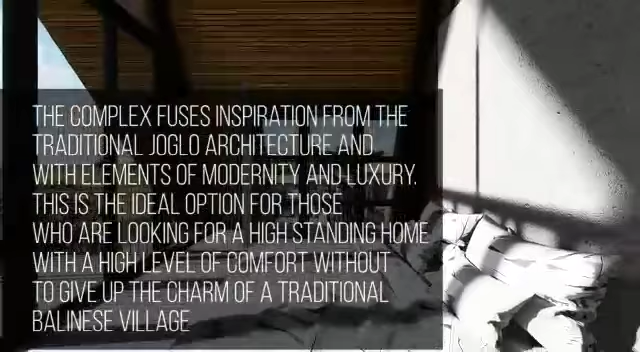 THE COMPLEX FUSES INSPIRATION FROM THE
TRADITIONAL JOGLO ARCHITECTURE AND
WITH ELEMENTS OF MODERNITY AND LUXURY.
THIS IS THE IDEAL OPTION FOR THOSE
WHO ARE LOOKING FOR A HIGH STANDING HOME
WITH A HIGH LEVEL OF COMFORT WITHOUT
TO GIVE UP THE CHARM OF A TRADITIONAL
BALINESE VILLAGE